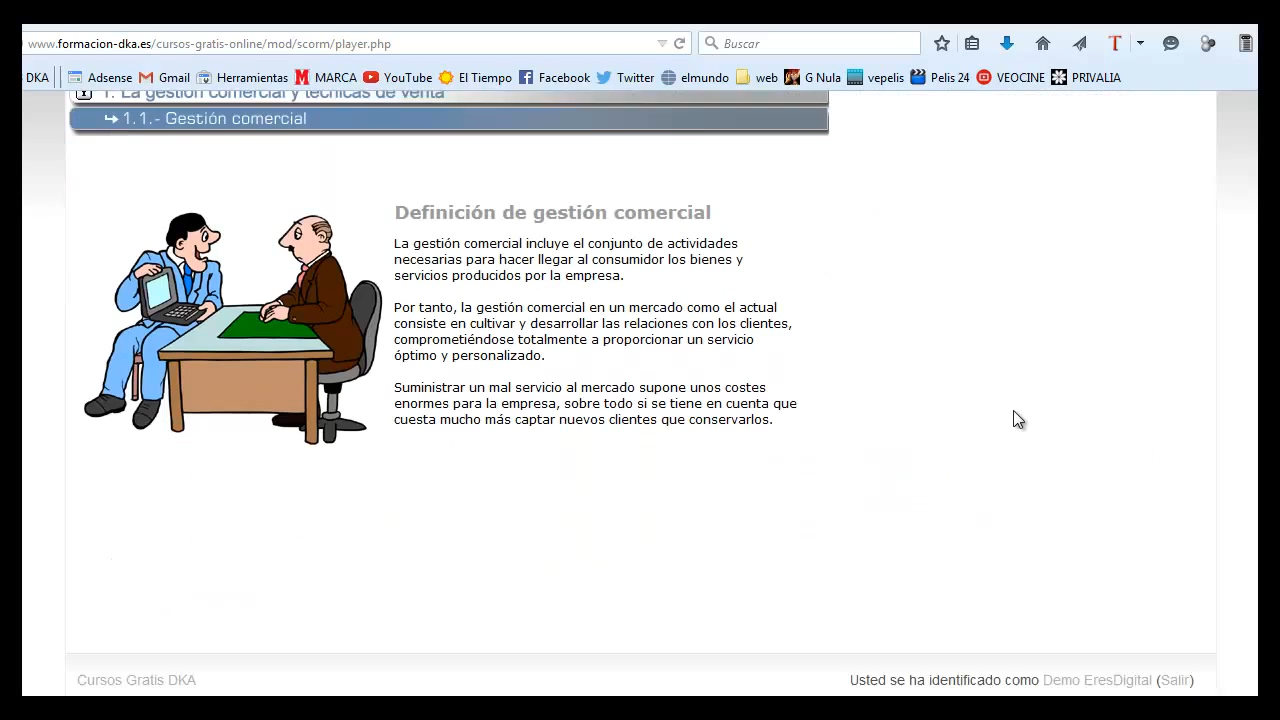 www.formacion-dka.es/cursos-gratis-online/mod/scorm/player.php
Buscar
DKA Adsense Gmail Herramientas MARCA YouTube El Tiempo Facebook Twitter elmundo web G Nula vepelis Pelis 24 VEOCINE PRIVALIA
1. La gestión comercial y técnicas de venta
1.1.- Gestión comercial
Definición de gestión comercial
La gestión comercial incluye el conjunto de actividades
necesarias para hacer llegar al consumidor los bienes y
servicios producidos por la empresa.
Por tanto, la gestión comercial en un mercado como el actual
consiste en cultivar y desarrollar las relaciones con los clientes,
comprometiéndose totalmente a proporcionar un servicio
óptimo y personalizado.
Suministrar un mal servicio al mercado supone unos costes
enormes para la empresa, sobre todo si se tiene en cuenta que
cuesta mucho más captar nuevos clientes que conservarlos.
Cursos Gratis DKA
Usted se ha identificado como Demo EresDigital (Salir)